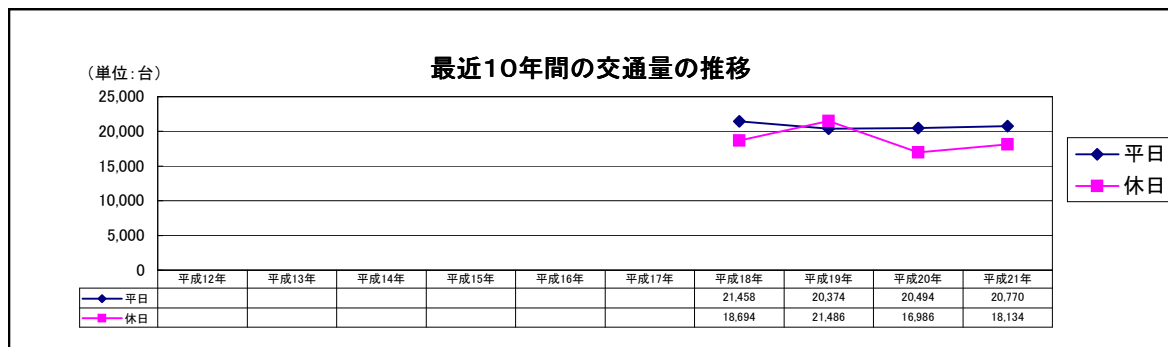 最近10年間の交通量の推移
（単位：台）
25,000
20,000
15,000
10,000
5,000
0
平成12年 平成13年 平成14年 平成15年 平成16年 平成17年 平成18年 平成19年 平成20年 平成21年
平日 21,458 20,374 20,494 20,770
休日 18,694 21,486 16,986 18,134
平日
休日